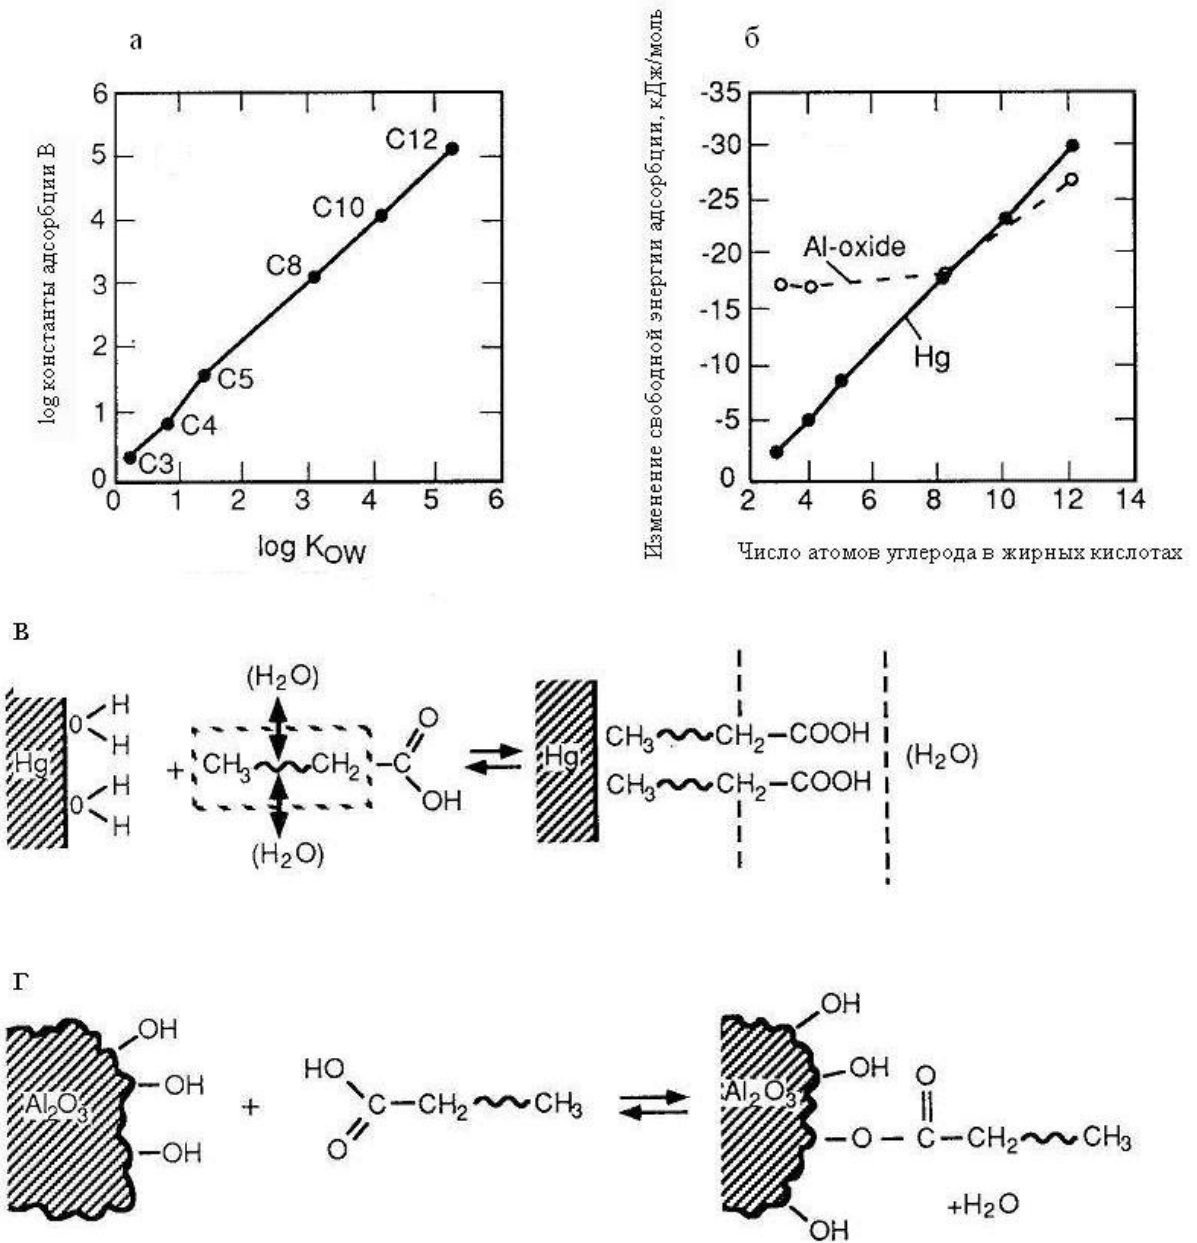 а
log константы адсорбции В
6
5
4
3
2
1
0
C12
C10
C8
C5
C4
C3
0 1 2 3 4 5 6
log KOW
б
Изменение свободной энергии адсорбции, кДж/моль
-35
-30
-25
-20
-15
-10
-5
0
Al-oxide
Hg
2 4 6 8 10 12 14
Число атомов углерода в жирных кислотах
в
Hg
O H
H
O H
H
+
(H2O)
CH3 CH2 C O
OH
(H2O)
Hg
CH3 CH2 COOH
CH3 CH2 COOH
(H2O)
г
Al2O3
OH
OH
OH
+
HO
C CH2 CH3
O
Al2O3
OH
OH
O
O C CH2 CH3
OH
+H2O